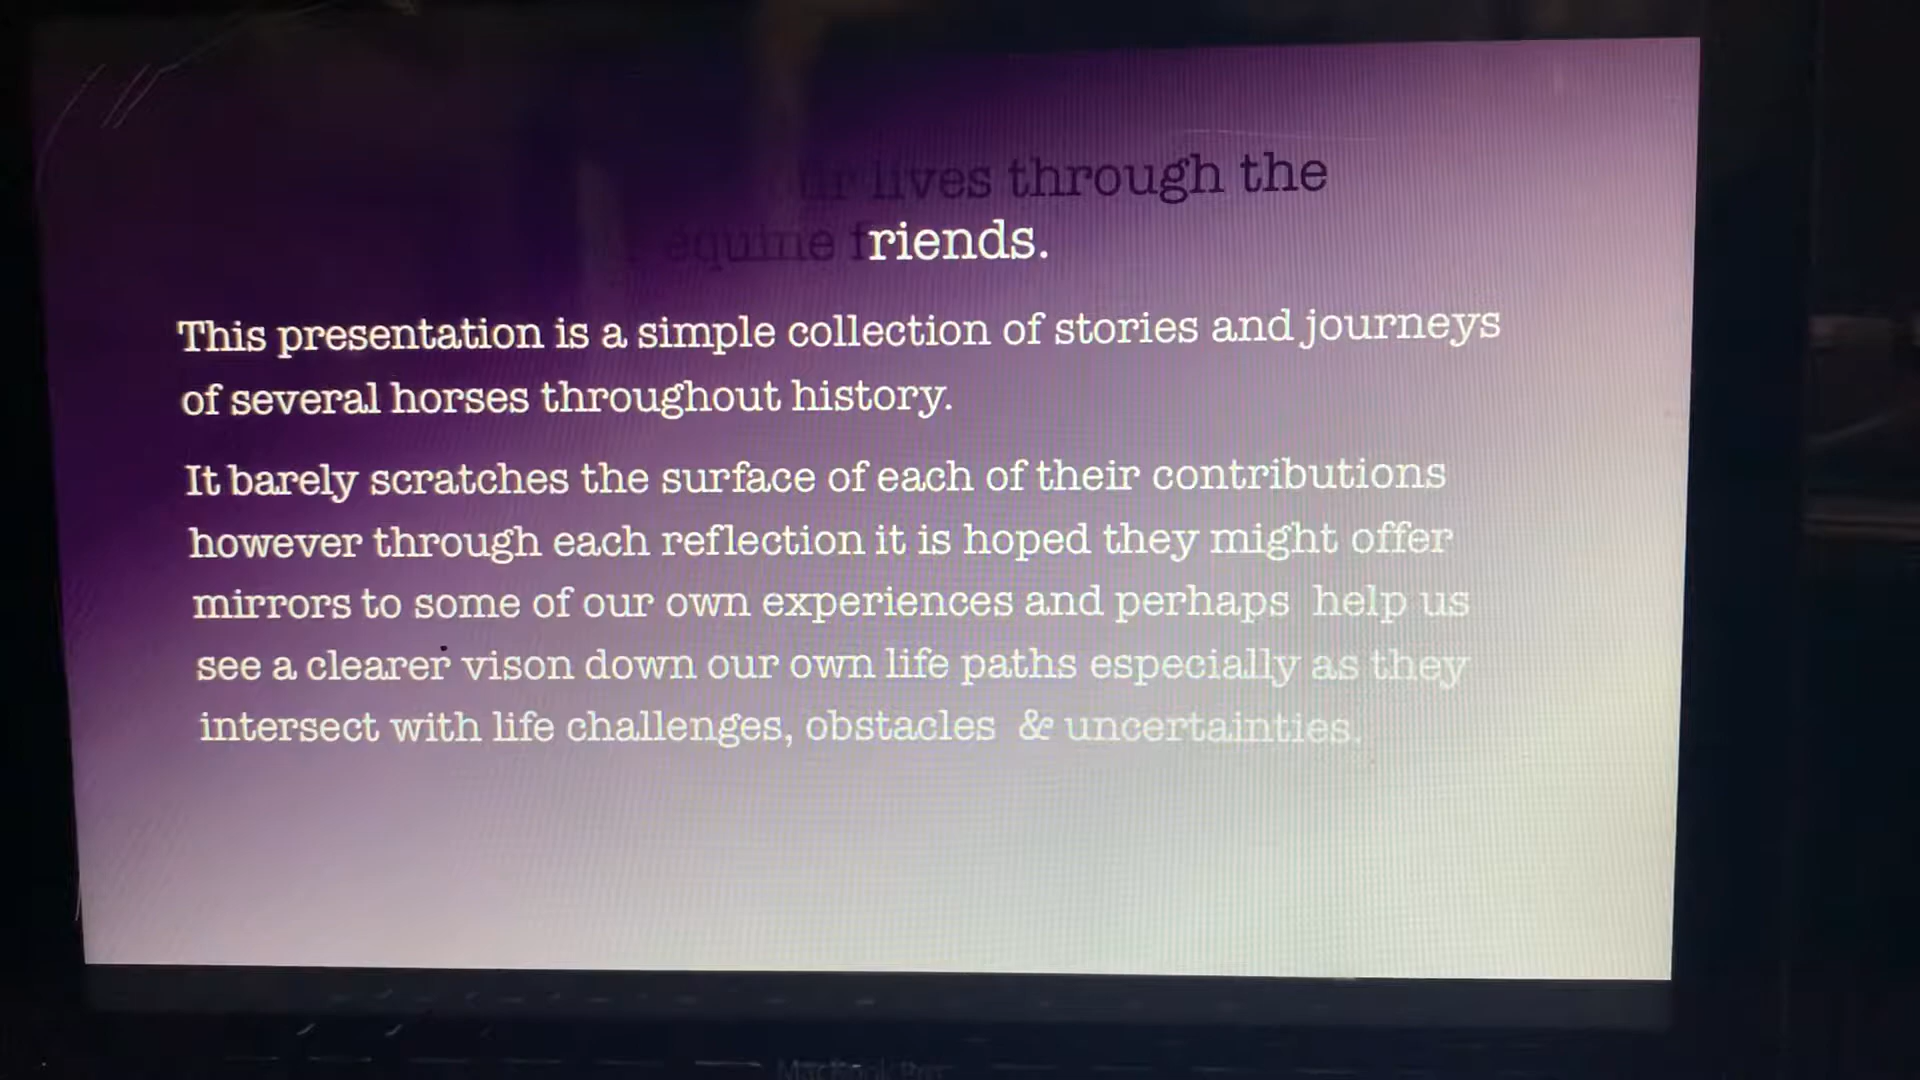 lives through the
equine friends.
This presentation is a simple collection of stories and journeys
of several horses throughout history.
It barely scratches the surface of each of their contributions
however through each reflection it is hoped they might offer
mirrors to some of our own experiences and perhaps help us
see a clearer vison down our own life paths especially as they
intersect with life challenges, obstacles & uncertainties.
MacBook Pro